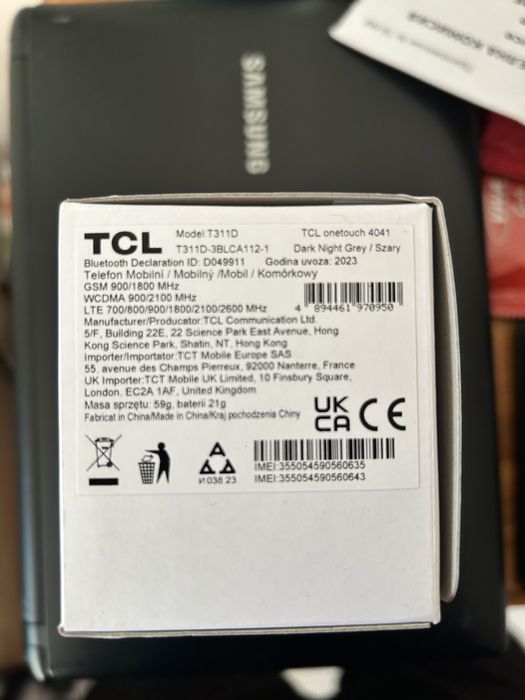 SAMSUNG
TCL
Model:T311D
TCL onetouch 4041
T311D-3BLCA112-1
Dark Night Grey / Szary
Bluetooth Declaration ID: D049911
Godina uvoza: 2023
Telefon Mobilni / Mobilný /Mobil / Komórkowy
GSM 900/1800 MHz
WCDMA 900/2100 MHz
LTE 700/800/900/1800/2100/2600 MHz
4 894461 970950
Manufacturer/Producator:TCL Communication Ltd.
5/F, Building 22E, 22 Science Park East Avenue, Hong
Kong Science Park, Shatin, NT, Hong Kong
Importer/Importator:TCT Mobile Europe SAS
55, avenue des Champs Pierreux, 92000 Nanterre, France
UK Importer:TCT Mobile UK Limited, 10 Finsbury Square,
London, EC2A 1AF, United Kingdom
Masa sprzętu: 59g, baterii 21g
Fabricat in China/Made in China/Kraj pochodzenia Chiny
UK
CA
CE
AAA
И 038 23
IMEI:355054590560635
IMEI:355054590560643